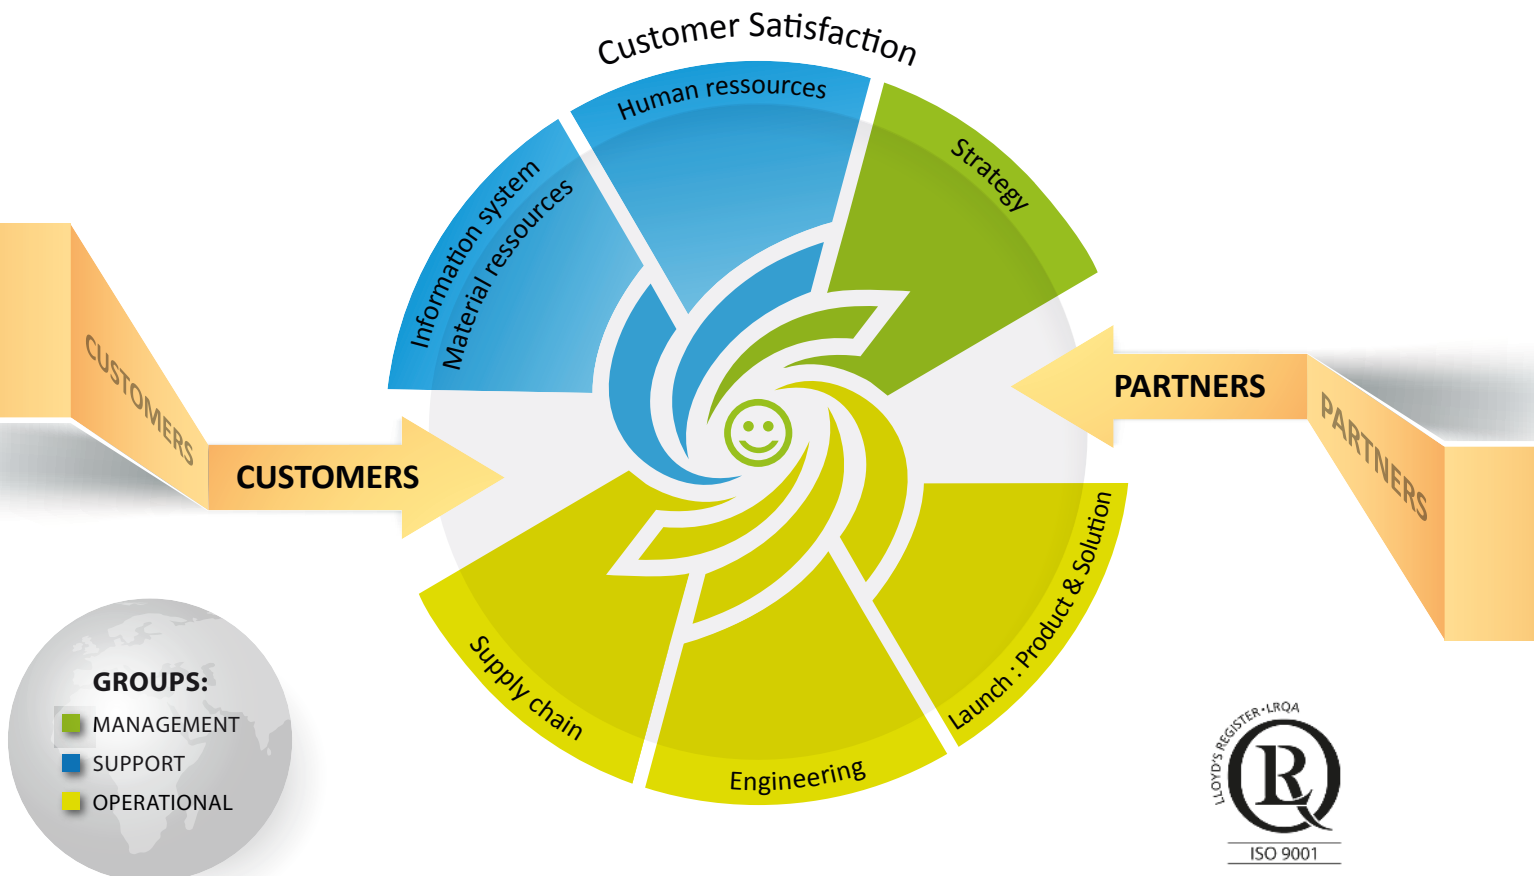 Customer Satisfaction
Human ressources
Strategy
Information system
Material ressources
CUSTOMERS
CUSTOMERS
PARTNERS
PARTNERS
Launch : Product & Solution
Supply chain
Engineering
GROUPS:
MANAGEMENT
SUPPORT
OPERATIONAL
LLOYD'S REGISTER • LRQA
LRQ
ISO 9001